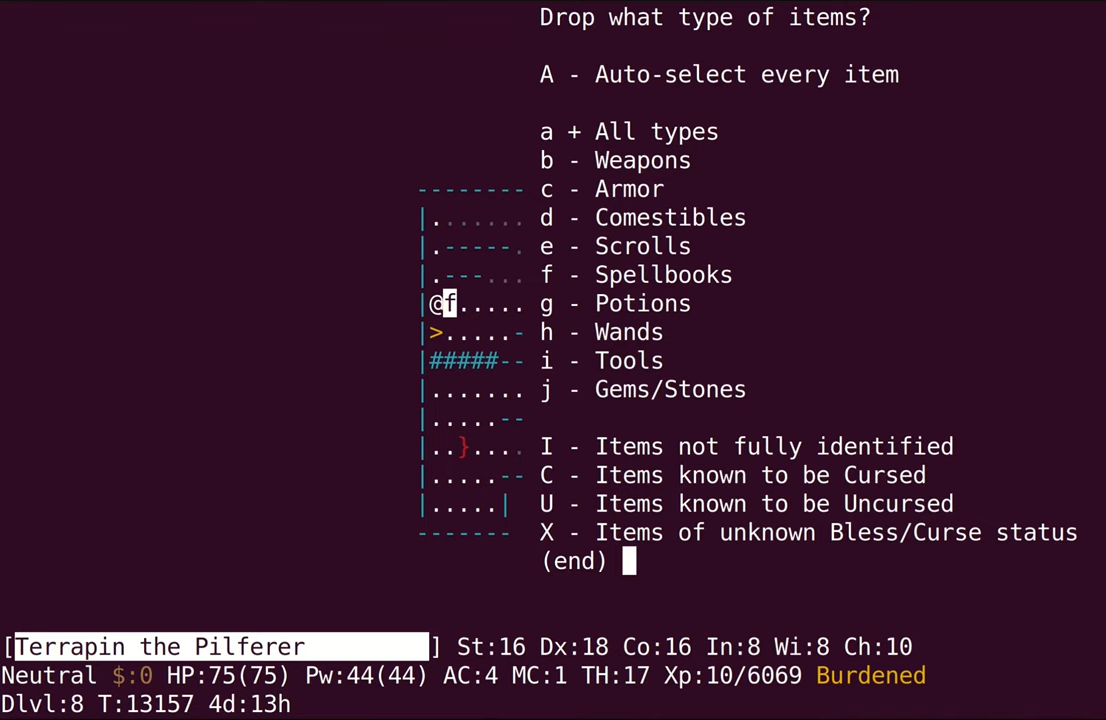 Drop what type of items?
A - Auto-select every item
a + All types
b - Weapons
-------- c - Armor
|....... d - Comestibles
|.-----. e - Scrolls
|.---... f - Spellbooks
|@f..... g - Potions
|>.....- h - Wands
|#####-- i - Tools
|....... j - Gems/Stones
|.....--
|..}.... I - Items not fully identified
|.....-- C - Items known to be Cursed
|.....| U - Items known to be Uncursed
------- X - Items of unknown Bless/Curse status
(end)
[Terrapin the Pilferer ] St:16 Dx:18 Co:16 In:8 Wi:8 Ch:10
Neutral $:0 HP:75(75) Pw:44(44) AC:4 MC:1 TH:17 Xp:10/6069 Burdened
Dlvl:8 T:13157 4d:13h